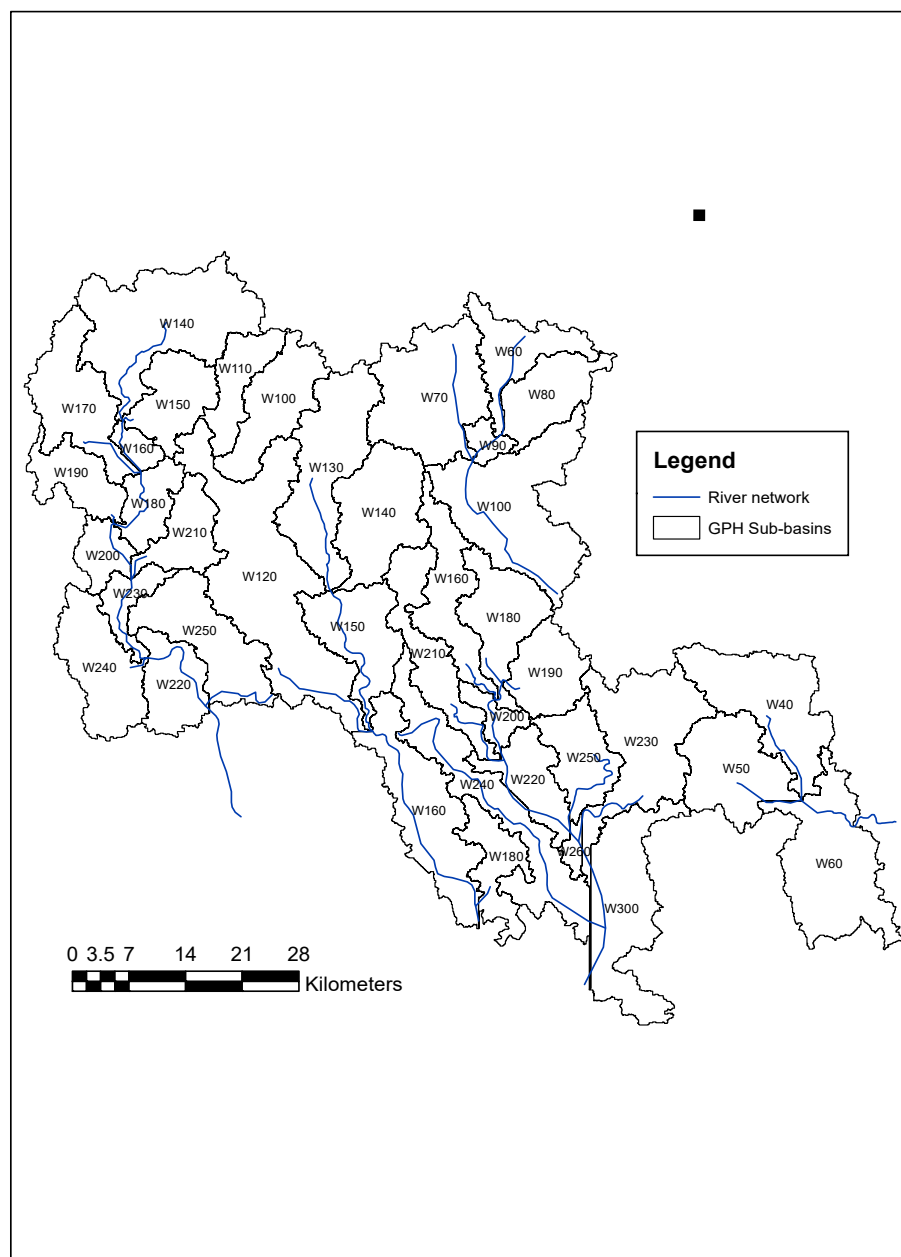 W140
W60
W110
W80
W70
W100
W150
W170
W90
W160
W130
W190
W180
W100
W140
W210
W200
W160
W120
W230
W180
W150
W250
W210
W240
W190
W220
W40
W200
W230
W250
W50
W220
W240
W160
W260
W180
W60
W300
Legend
River network
GPH Sub-basins
0 3.5 7 14 21 28
Kilometers